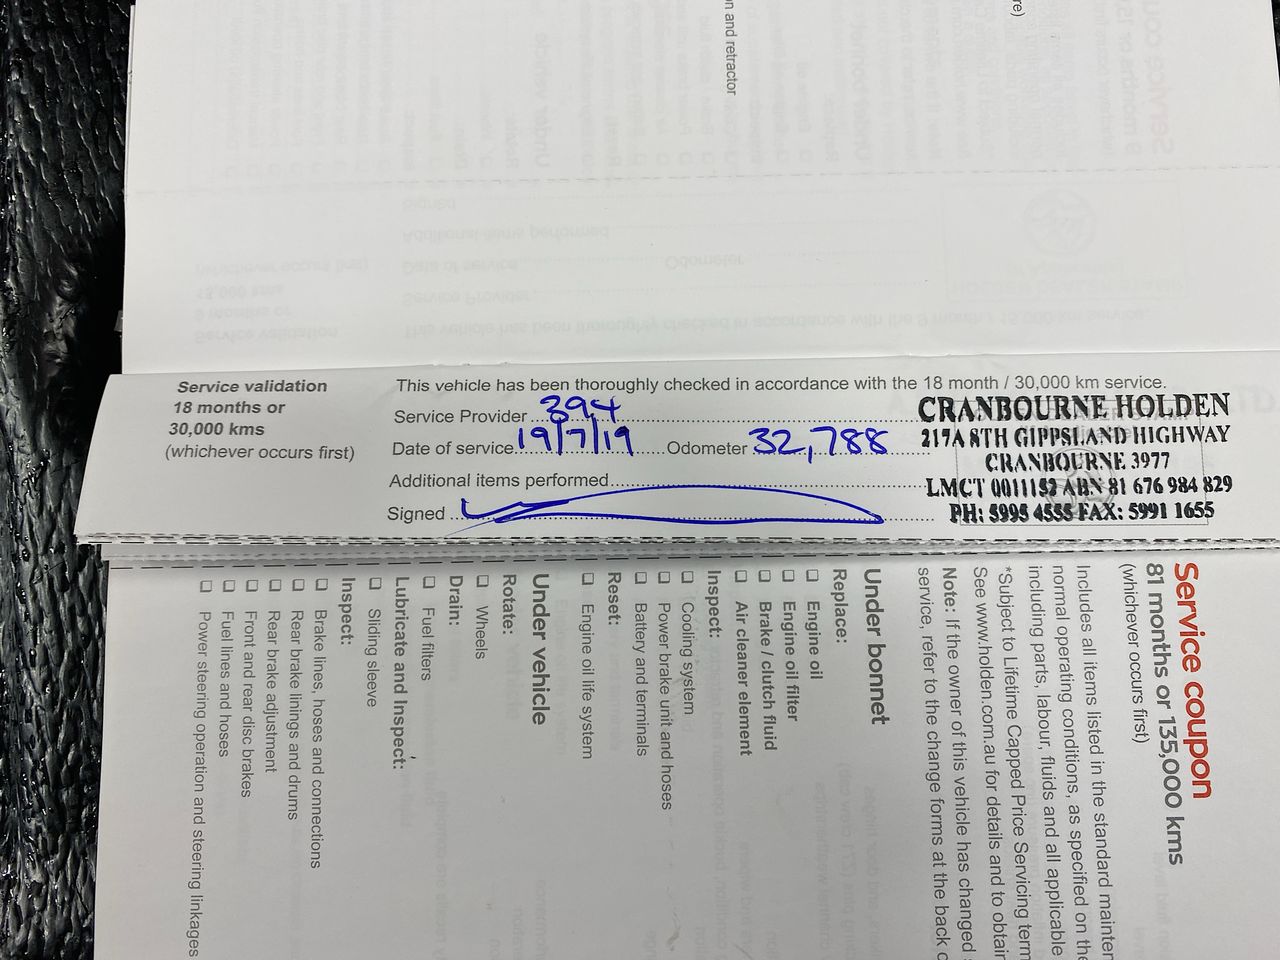 n and retractor
re)
Service validation
18 months or
30,000 kms
(whichever occurs first)
This vehicle has been thoroughly checked in accordance with the 18 month / 30,000 km service.
Service Provider 394
Date of service 19/7/19 Odometer 32,788
Additional items performed
Signed
CRANBOURNE HOLDEN
217A STH GIPPSLAND HIGHWAY
CRANBOURNE 3977
LMCT 0011152 ABN 81 676 984 829
PH: 5995 4555 FAX: 5991 1655
Service coupon
81 months or 135,000 kms
(whichever occurs first)
Includes all items listed in the standard mainten
normal operating conditions, as specified on the
including parts, labour, fluids and all applicable
*Subject to Lifetime Capped Price Servicing term
See www.holden.com.au for details and to obtain
Note: If the owner of this vehicle has changed
service, refer to the change forms at the back o
Under bonnet
Replace:
Engine oil
Engine oil filter
Brake / clutch fluid
Air cleaner element
Inspect:
Cooling system
Power brake unit and hoses
Battery and terminals
Reset:
Engine oil life system
Under vehicle
Rotate:
Wheels
Drain:
Fuel filters
Lubricate and Inspect:
Sliding sleeve
Inspect:
Brake lines, hoses and connections
Rear brake linings and drums
Rear brake adjustment
Front and rear disc brakes
Fuel lines and hoses
Power steering operation and steering linkages